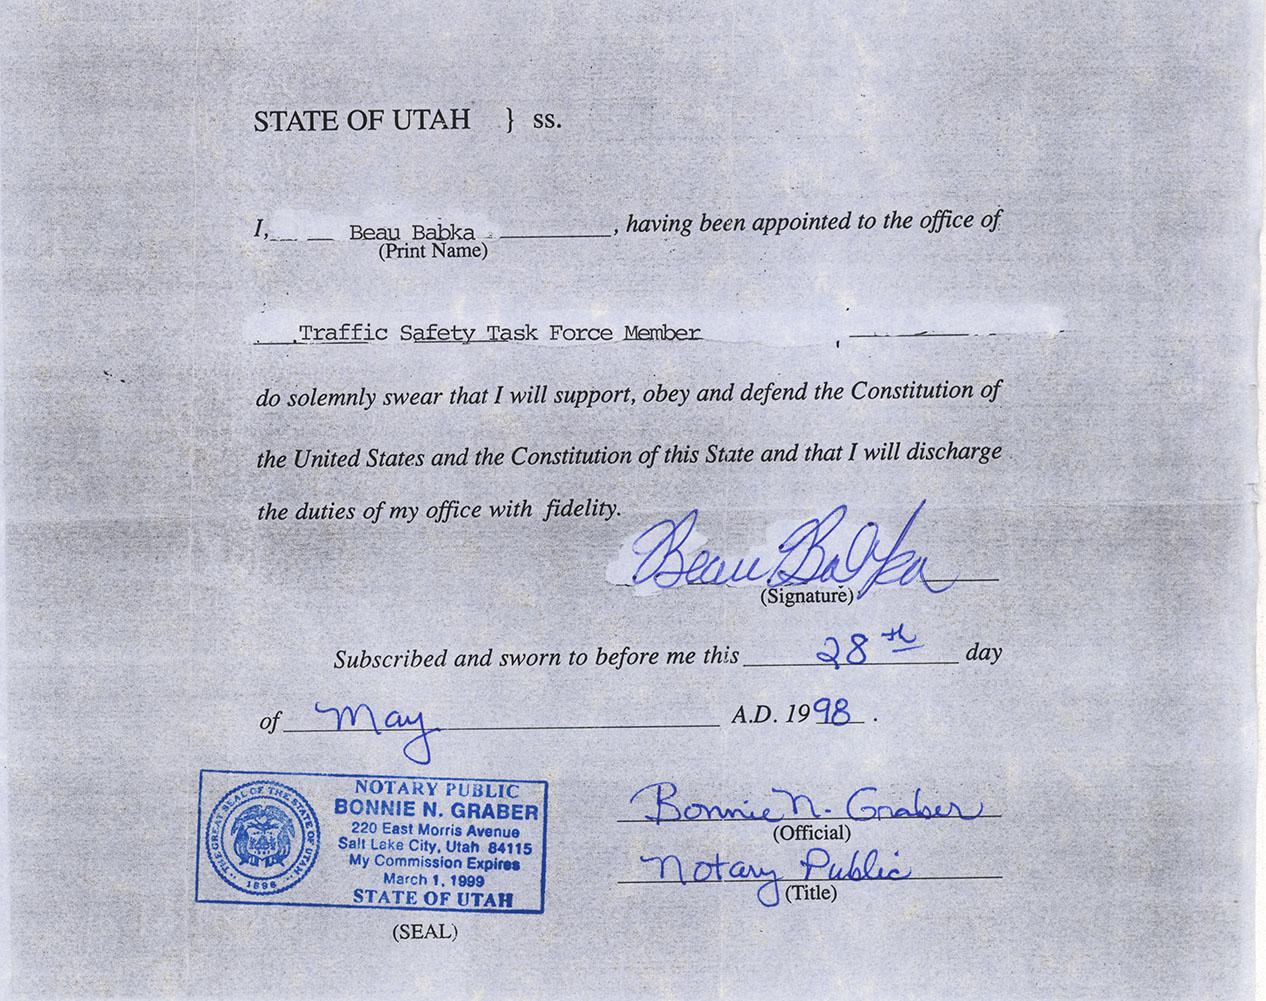 STATE OF UTAH } ss.
I, Beau Babka, having been appointed to the office of
(Print Name)
Traffic Safety Task Force Member
do solemnly swear that I will support, obey and defend the Constitution of
the United States and the Constitution of this State and that I will discharge
the duties of my office with fidelity.
Beau Babka
(Signature)
Subscribed and sworn to before me this 28th day
of May A.D. 1998.
THE GREAT SEAL OF THE STATE OF UTAH
1896
NOTARY PUBLIC
BONNIE N. GRABER
220 East Morris Avenue
Salt Lake City, Utah 84115
My Commission Expires
March 1, 1999
STATE OF UTAH
(SEAL)
Bonnie N. Graber
(Official)
Notary Public
(Title)